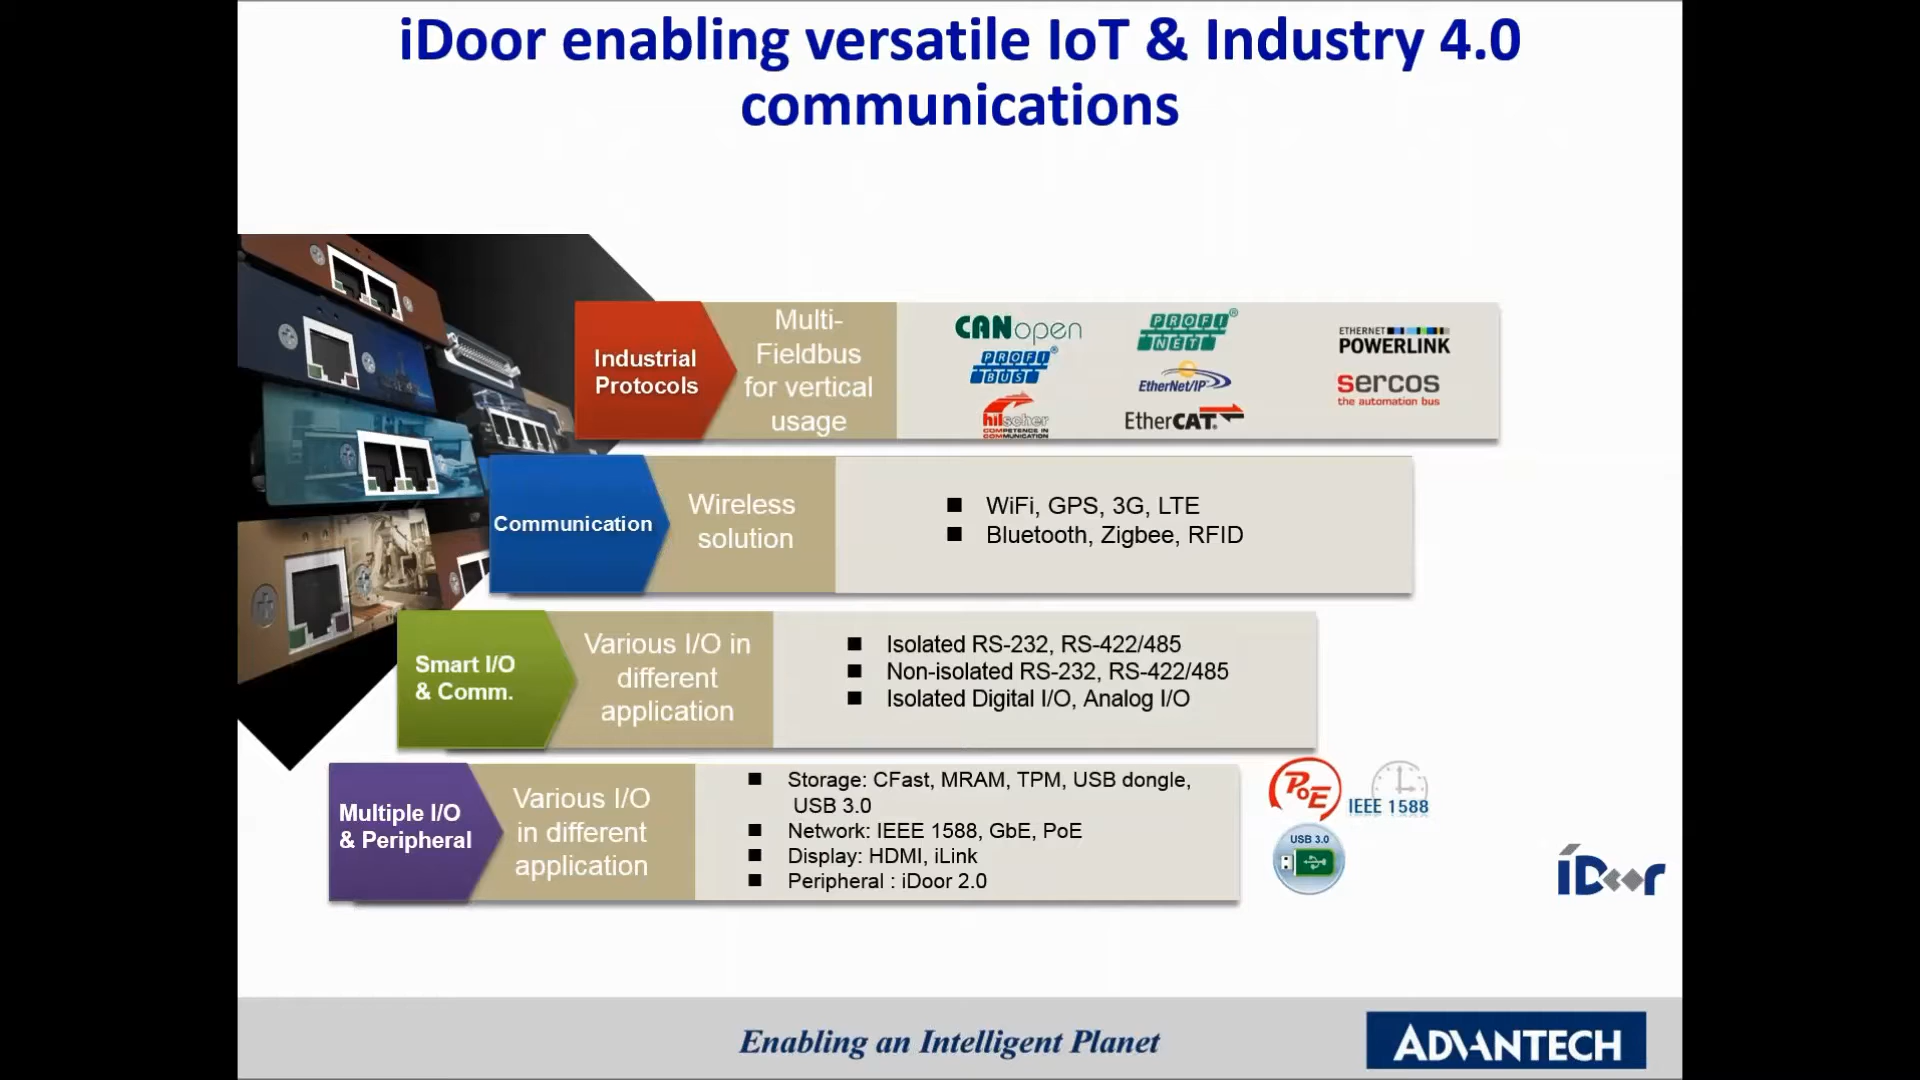 iDoor enabling versatile IoT & Industry 4.0
communications
Industrial
Protocols
Multi-
Fieldbus
for vertical
usage
CANopen
PROFI
BUS
hilscher
COMPETENCE IN
COMMUNICATION
PROFI
NET
EtherNet/IP
EtherCAT
ETHERNET
POWERLINK
sercos
the automation bus
Communication
Wireless
solution
■ WiFi, GPS, 3G, LTE
■ Bluetooth, Zigbee, RFID
Smart I/O
& Comm.
Various I/O in
different
application
■ Isolated RS-232, RS-422/485
■ Non-isolated RS-232, RS-422/485
■ Isolated Digital I/O, Analog I/O
Multiple I/O
& Peripheral
Various I/O
in different
application
■ Storage: CFast, MRAM, TPM, USB dongle,
USB 3.0
■ Network: IEEE 1588, GbE, PoE
■ Display: HDMI, iLink
■ Peripheral : iDoor 2.0
PoE
IEEE 1588
USB 3.0
iDoor
Enabling an Intelligent Planet
ADVANTECH